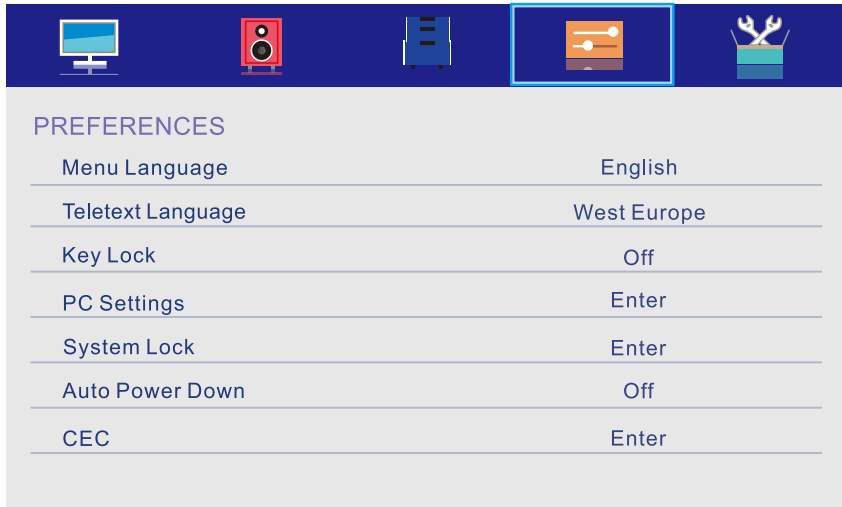 PREFERENCES
Menu Language English
Teletext Language West Europe
Key Lock Off
PC Settings Enter
System Lock Enter
Auto Power Down Off
CEC Enter